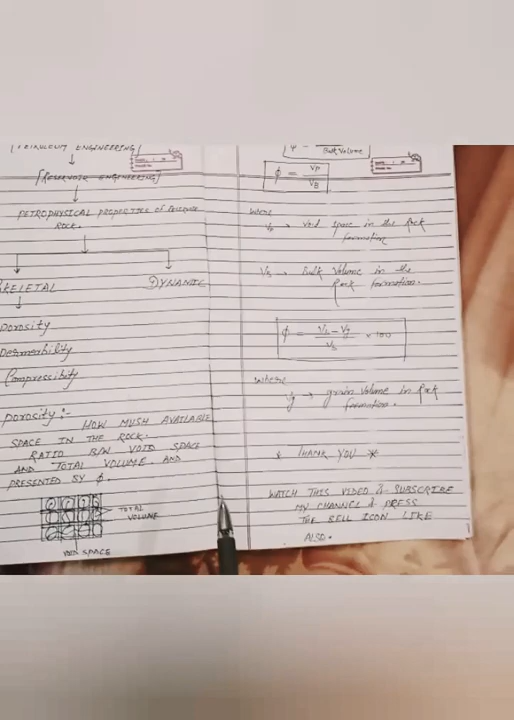 [PETROLEUM ENGINEERING]
[RESERVOIR ENGINEERING]
PETROPHYSICAL PROPERTIES OF RESERVOIR
ROCK.
SKELETAL
DYNAMIC
Porosity
Permeability
Compressibity
porosity:-
HOW MUSH AVAILABLE
SPACE IN THE ROCK.
RATIO B/W VOID SPACE
AND TOTAL VOLUME. AND
PRESENTED BY ϕ.
TOTAL
VOLUME
VOID SPACE
Bulk Volume
ϕ = VP / VB
where
Vp → void space in the Rock
formation
VB → Bulk Volume in the
Rock formation.
ϕ = Vb - Vg / Vb × 100
where
Vg → grain volume in Rock
formation.
* THANK YOU *
WATCH THIS VIDEO & SUBSCRIBE
MY CHANNEL & PRESS
THE BELL ICON. LIKE
ALSO.